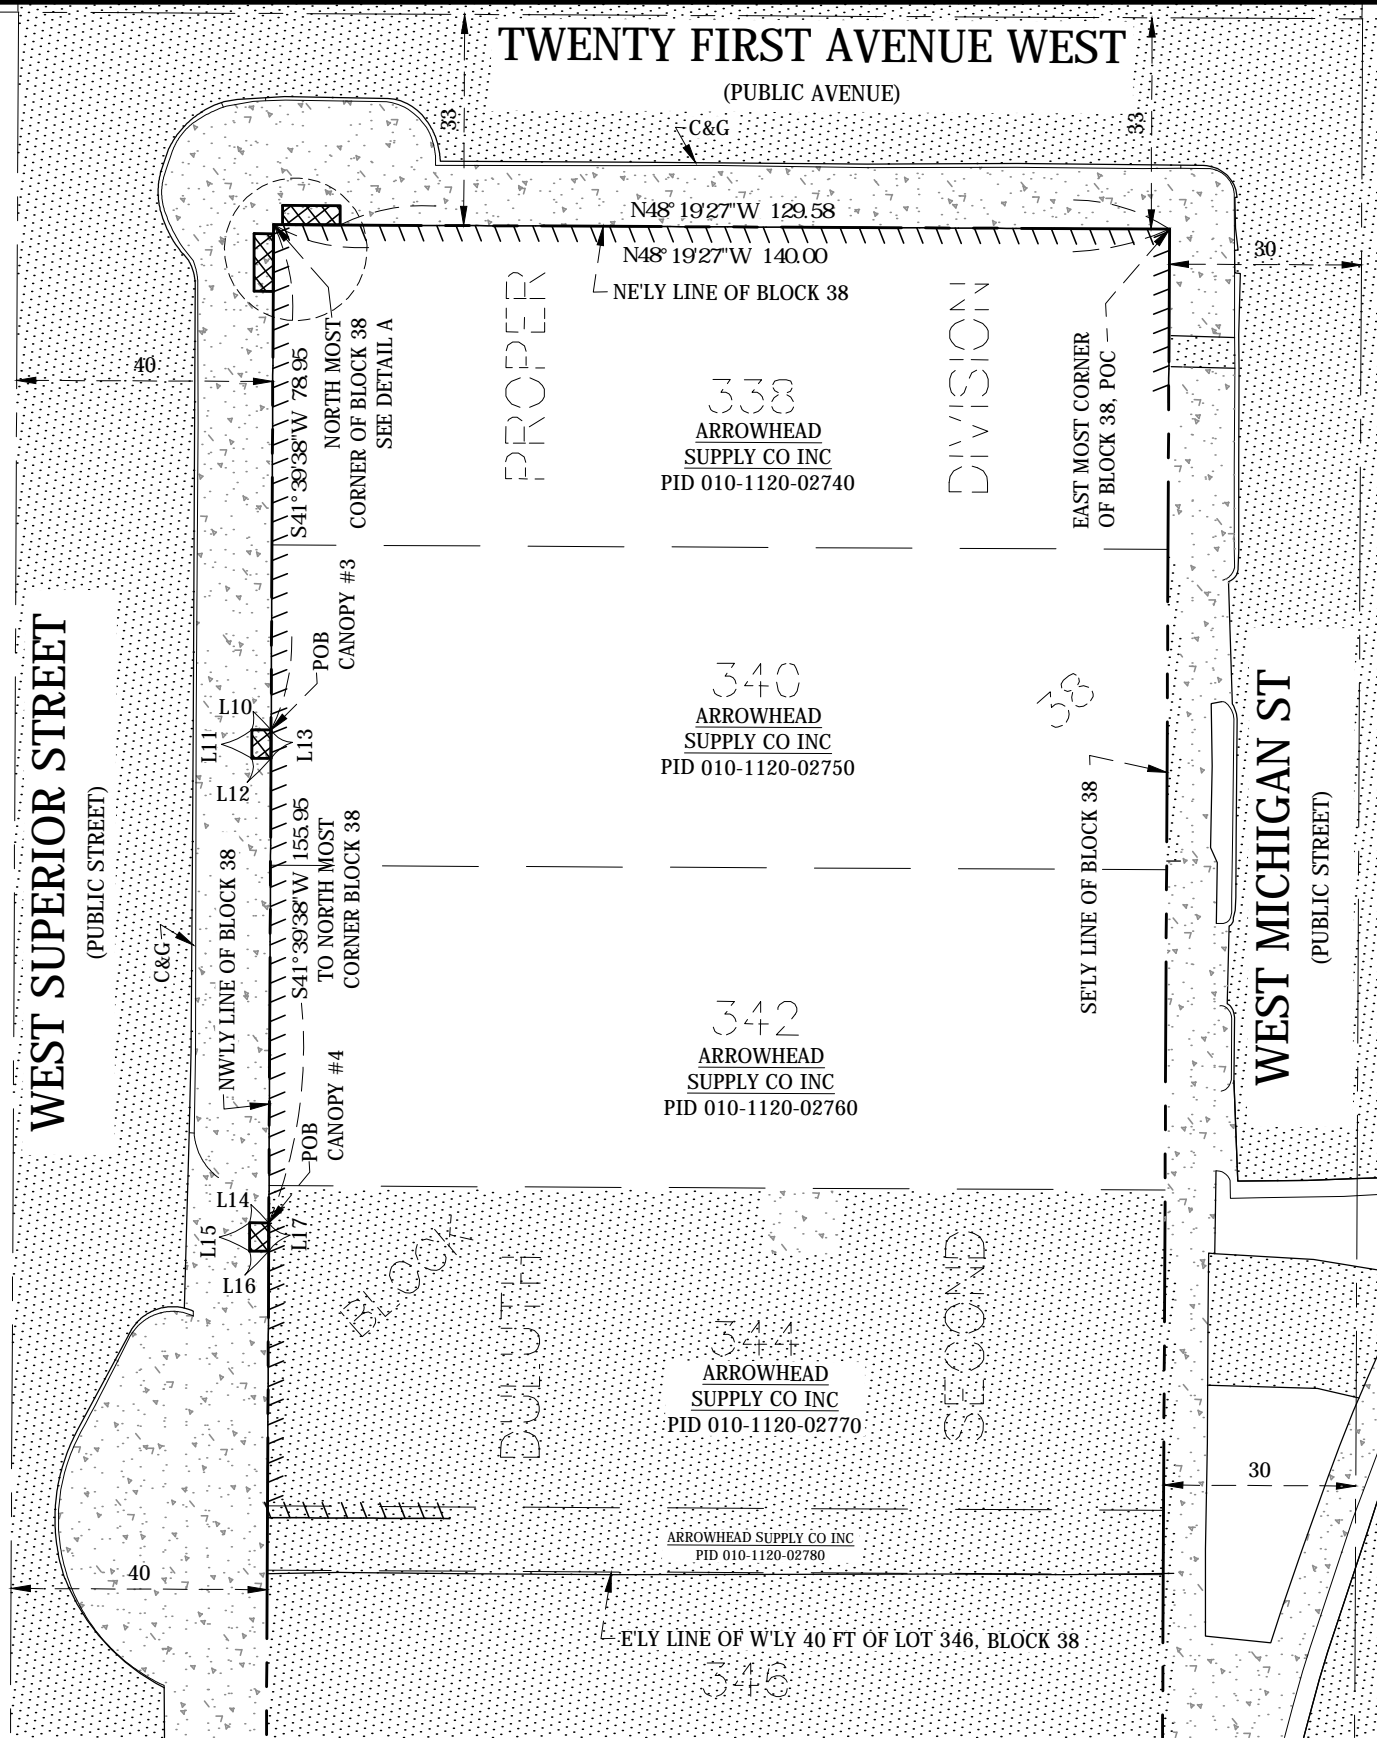 TWENTY FIRST AVENUE WEST
(PUBLIC AVENUE)
33
33
C&G
N48°19'27"W 129.58
N48°19'27"W 140.00
NE'LY LINE OF BLOCK 38
30
40
S41°39'38"W 78.95
NORTH MOST
CORNER OF BLOCK 38
SEE DETAIL A
PROPER
DIVISION
338
ARROWHEAD
SUPPLY CO INC
PID 010-1120-02740
EAST MOST CORNER
OF BLOCK 38, POC
POB
CANOPY #3
WEST SUPERIOR STREET
(PUBLIC STREET)
340
ARROWHEAD
SUPPLY CO INC
PID 010-1120-02750
38
L10
L11
L12
L13
WEST MICHIGAN ST
(PUBLIC STREET)
SE'LY LINE OF BLOCK 38
NW'LY LINE OF BLOCK 38
S41°39'38"W 155.95
TO NORTH MOST
CORNER BLOCK 38
C&G
342
ARROWHEAD
SUPPLY CO INC
PID 010-1120-02760
POB
CANOPY #4
L14
L15
L16
L17
BLOCK
DULUTH
SECOND
344
ARROWHEAD
SUPPLY CO INC
PID 010-1120-02770
30
ARROWHEAD SUPPLY CO INC
PID 010-1120-02780
40
E'LY LINE OF W'LY 40 FT OF LOT 346, BLOCK 38
346